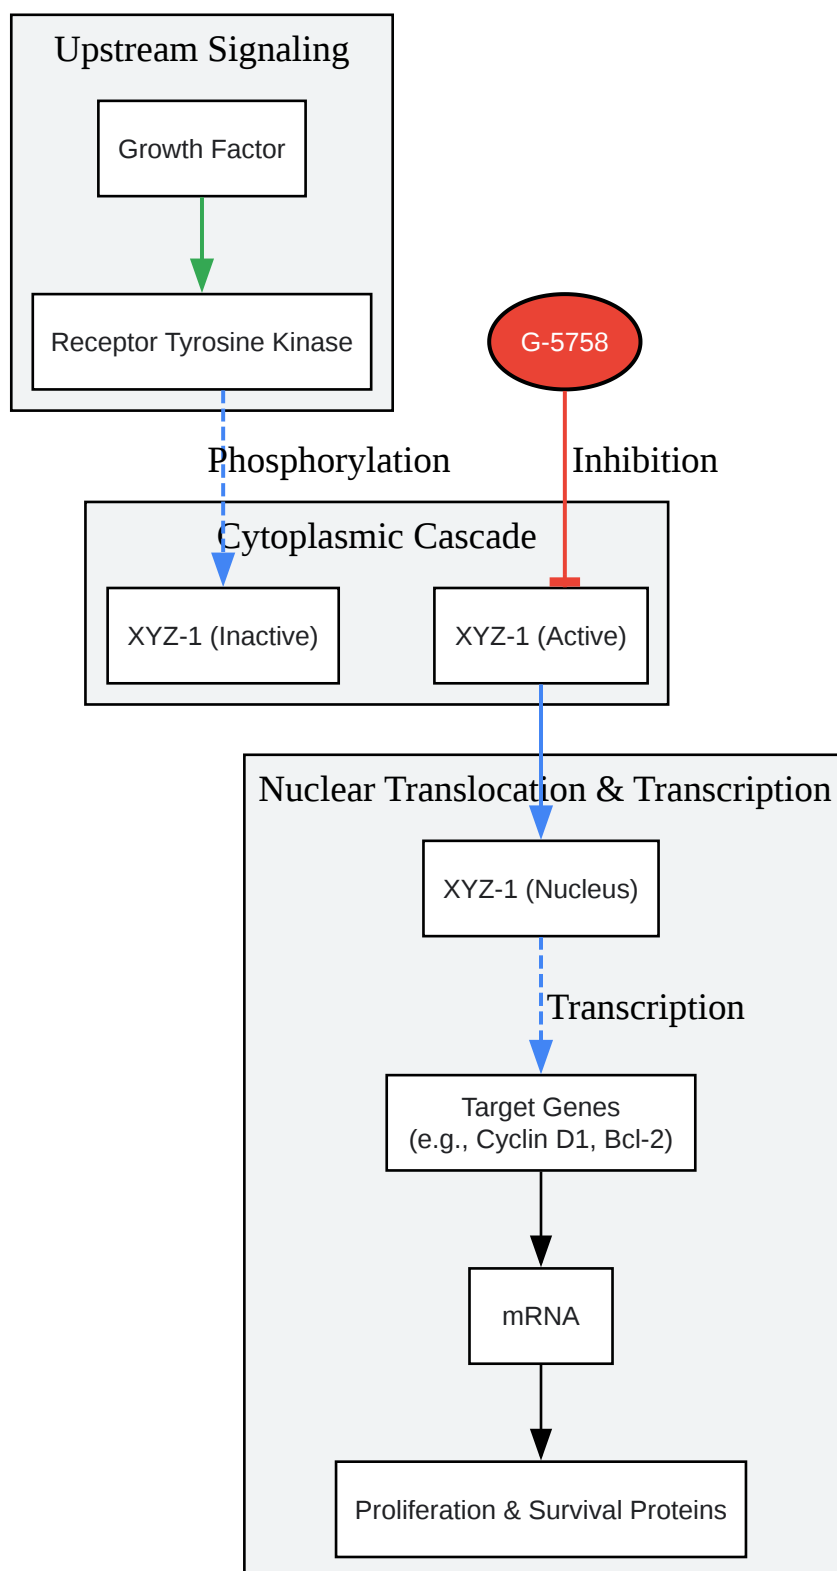 Upstream Signaling
Growth Factor
Receptor Tyrosine Kinase
G-5758
Phosphorylation
Inhibition
Cytoplasmic Cascade
XYZ-1 (Inactive)
XYZ-1 (Active)
Nuclear Translocation & Transcription
XYZ-1 (Nucleus)
Transcription
Target Genes
(e.g., Cyclin D1, Bcl-2)
mRNA
Proliferation & Survival Proteins